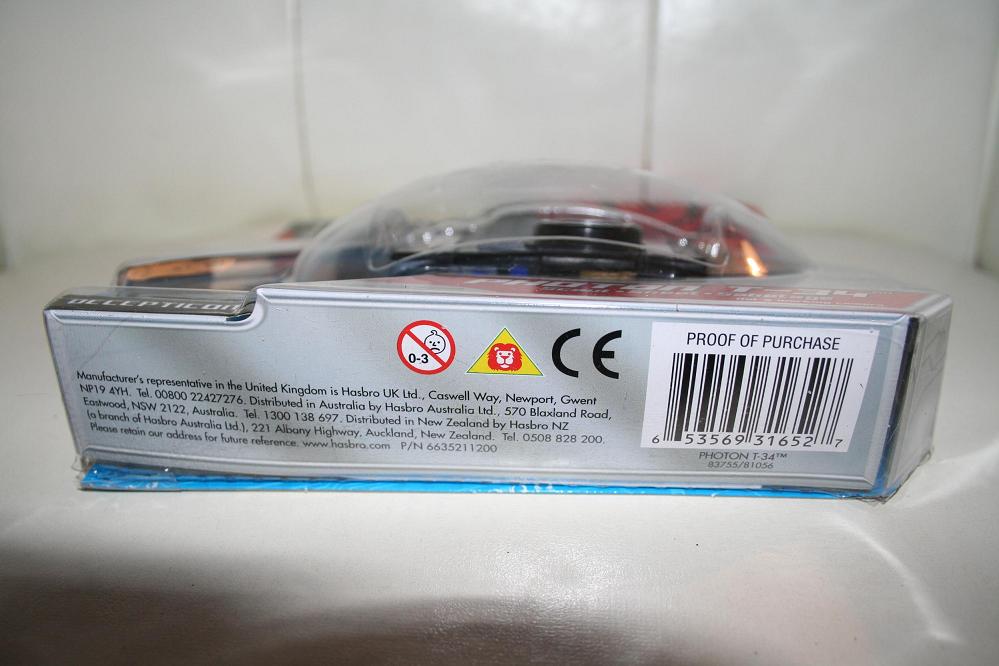 PHOTON T-34
DECEPTICON
0-3
CE
PROOF OF PURCHASE
Manufacturer's representative in the United Kingdom is Hasbro UK Ltd., Caswell Way, Newport, Gwent
NP19 4YH. Tel. 00800 22427276. Distributed in Australia by Hasbro Australia Ltd., 570 Blaxland Road,
Eastwood, NSW 2122, Australia. Tel. 1300 138 697. Distributed in New Zealand by Hasbro NZ
(a branch of Hasbro Australia Ltd.), 221 Albany Highway, Auckland, New Zealand. Tel. 0508 828 200.
Please retain our address for future reference. www.hasbro.com P/N 6635211200
6 53569 31652 7
PHOTON T-34™
83755/81056